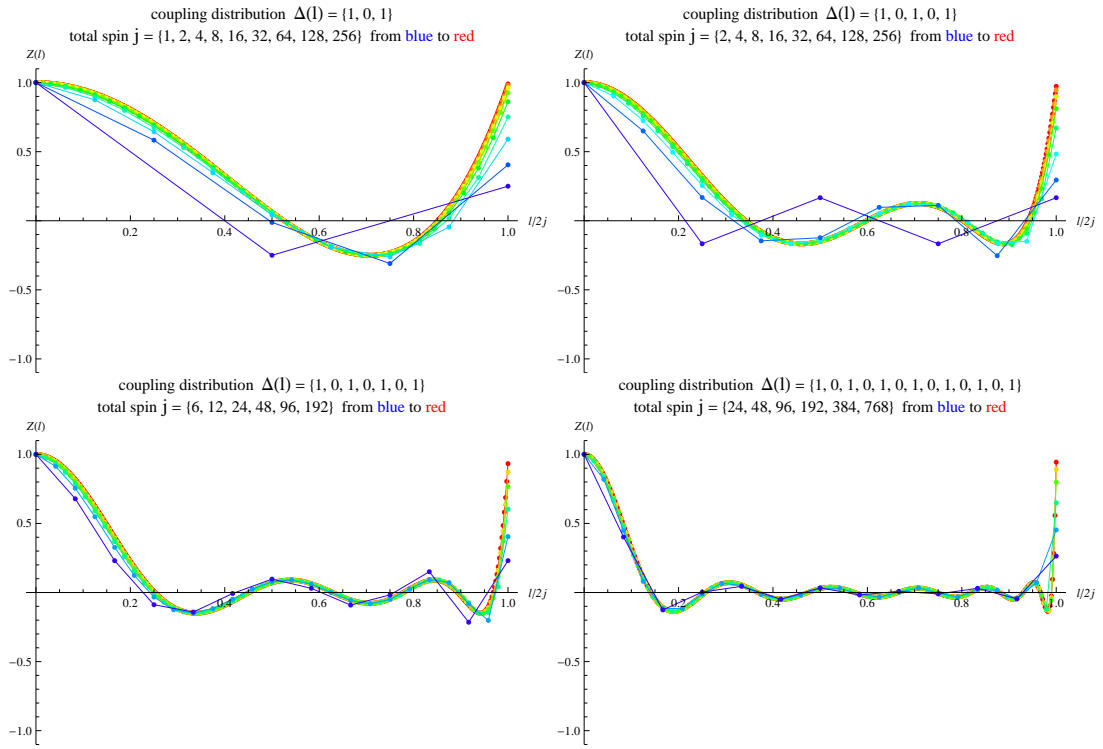 coupling distribution Δ(l) = {1, 0, 1}
total spin j = {1, 2, 4, 8, 16, 32, 64, 128, 256} from blue to red
Z(l)
1.0
0.5
-0.5
-1.0
0.2 0.4 0.6 0.8 1.0
l/2j
coupling distribution Δ(l) = {1, 0, 1, 0, 1}
total spin j = {2, 4, 8, 16, 32, 64, 128, 256} from blue to red
Z(l)
1.0
0.5
-0.5
-1.0
0.2 0.4 0.6 0.8 1.0
l/2j
coupling distribution Δ(l) = {1, 0, 1, 0, 1, 0, 1}
total spin j = {6, 12, 24, 48, 96, 192} from blue to red
Z(l)
1.0
0.5
-0.5
-1.0
0.2 0.4 0.6 0.8 1.0
l/2j
coupling distribution Δ(l) = {1, 0, 1, 0, 1, 0, 1, 0, 1, 0, 1, 0, 1}
total spin j = {24, 48, 96, 192, 384, 768} from blue to red
Z(l)
1.0
0.5
-0.5
-1.0
0.2 0.4 0.6 0.8 1.0
l/2j